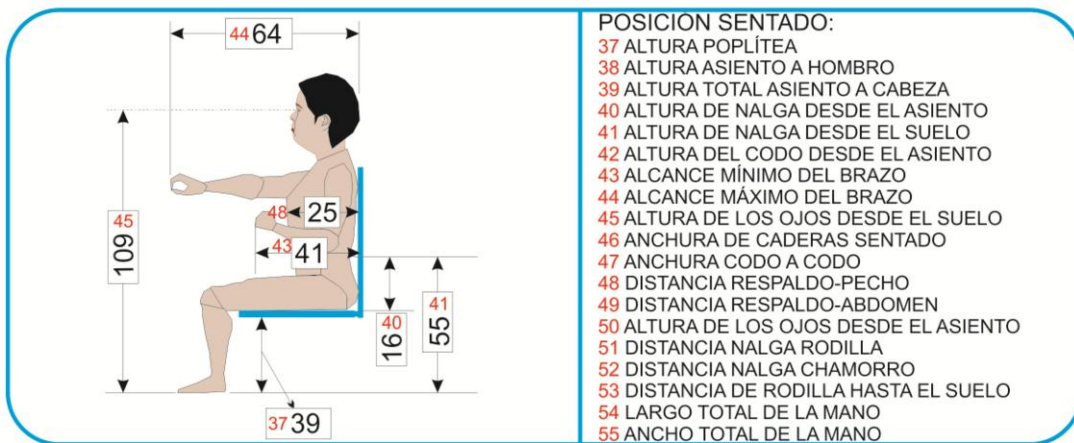 44 64
45
109
48 25
43 41
40
16
41
55
37 39
POSICIÓN SENTADO:
37 ALTURA POPLÍTEA
38 ALTURA ASIENTO A HOMBRO
39 ALTURA TOTAL ASIENTO A CABEZA
40 ALTURA DE NALGA DESDE EL ASIENTO
41 ALTURA DE NALGA DESDE EL SUELO
42 ALTURA DEL CODO DESDE EL ASIENTO
43 ALCANCE MÍNIMO DEL BRAZO
44 ALCANCE MÁXIMO DEL BRAZO
45 ALTURA DE LOS OJOS DESDE EL SUELO
46 ANCHURA DE CADERAS SENTADO
47 ANCHURA CODO A CODO
48 DISTANCIA RESPALDO-PECHO
49 DISTANCIA RESPALDO-ABDOMEN
50 ALTURA DE LOS OJOS DESDE EL ASIENTO
51 DISTANCIA NALGA RODILLA
52 DISTANCIA NALGA CHAMORRO
53 DISTANCIA DE RODILLA HASTA EL SUELO
54 LARGO TOTAL DE LA MANO
55 ANCHO TOTAL DE LA MANO